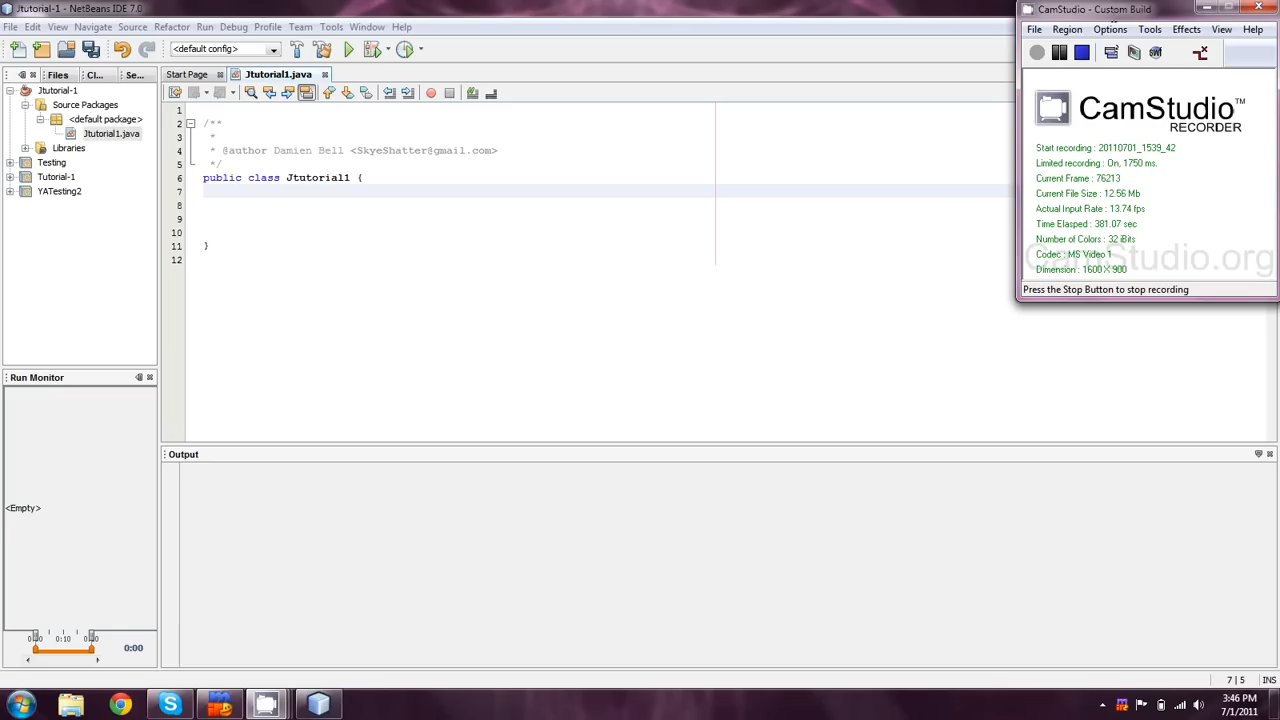 Jtutorial-1 - NetBeans IDE 7.0
File Edit View Navigate Source Refactor Run Debug Profile Team Tools Window Help
<default config>
Files Cl... Se...
Start Page Jtutorial1.java
Jtutorial-1
Source Packages
<default package>
Jtutorial1.java
Libraries
Testing
Tutorial-1
YATesting2
1
2 /**
3 *
4 * @author Damien Bell <SkyeShatter@gmail.com>
5 */
6 public class Jtutorial1 {
7
8
9
10
11 }
12
CamStudio - Custom Build
File Region Options Tools Effects View Help
CamStudio™
RECORDER
Start recording : 20110701_1539_42
Limited recording : On, 1750 ms.
Current Frame : 76213
Current File Size : 12.56 Mb
Actual Input Rate : 13.74 fps
Time Elasped : 381.07 sec
Number of Colors : 32 Bits
Codec : MS Video 1
Dimension : 1600 X 900
CamStudio.org
Press the Stop Button to stop recording
Run Monitor
<Empty>
0:10
0:00
Output
7 | 5 INS
3:46 PM
7/1/2011